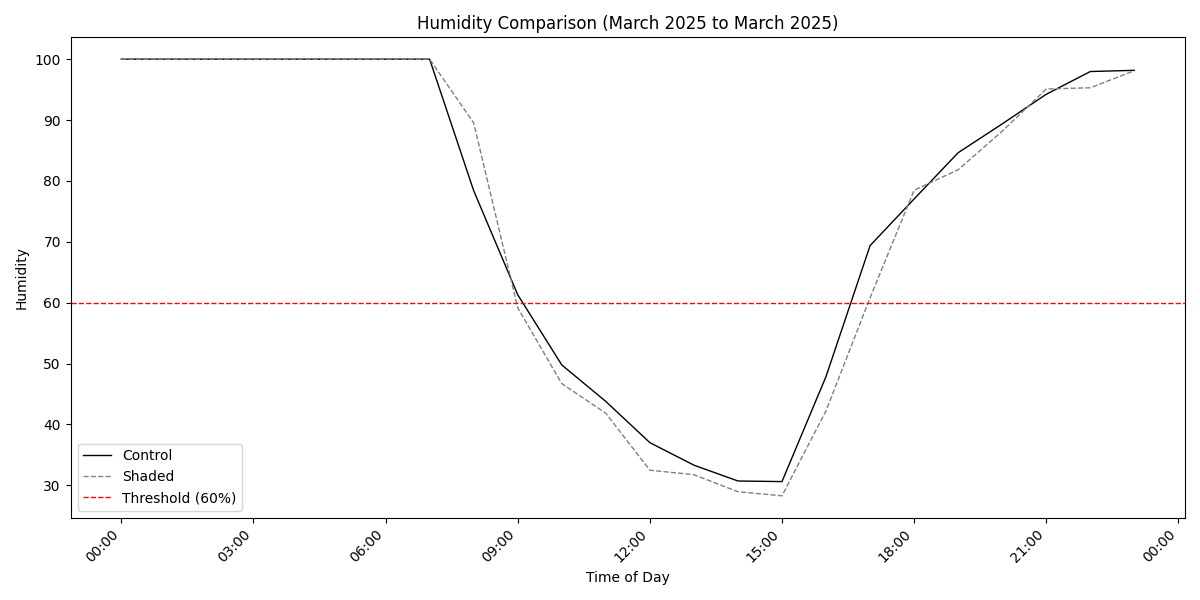 Humidity Comparison (March 2025 to March 2025)
100
90
80
70
60
50
40
30
Humidity
Control
Shaded
Threshold (60%)
00:00
03:00
06:00
09:00
12:00
15:00
18:00
21:00
00:00
Time of Day